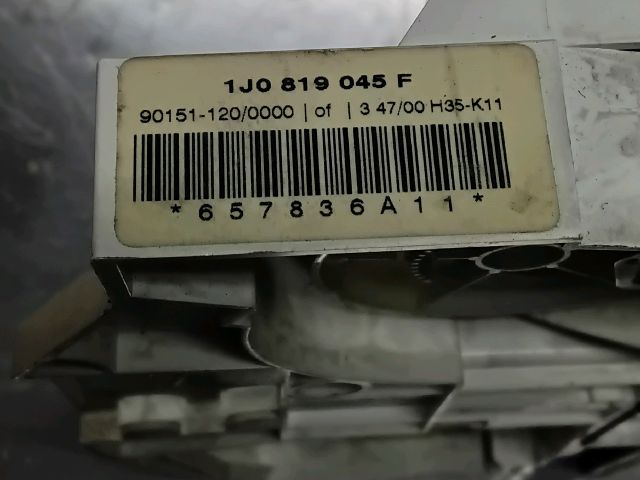 1J0 819 045 F
90151-120/0000 | of | 3 47/00 H35-K11
*657836A11*